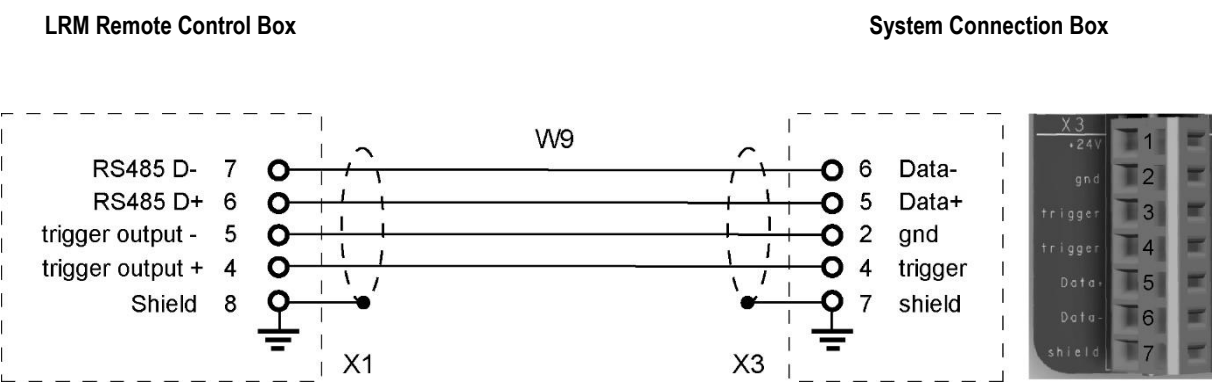 LRM Remote Control Box
System Connection Box
W9
RS485 D- 7
RS485 D+ 6
trigger output - 5
trigger output + 4
Shield 8
X1
6 Data-
5 Data+
2 gnd
4 trigger
7 shield
X3
X3
+24V 1
gnd 2
trigger 3
trigger 4
Data+ 5
Data- 6
shield 7